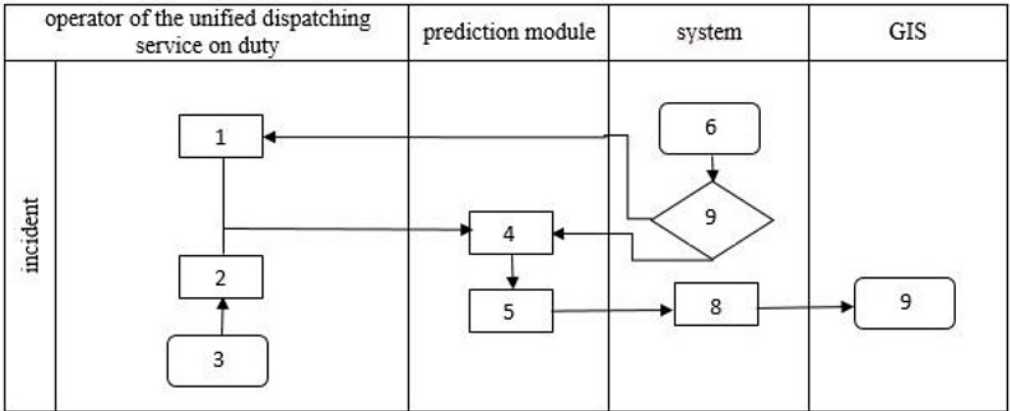 operator of the unified dispatching
service on duty
prediction module
system
GIS
incident
1
6
9
4
2
5
8
9
3